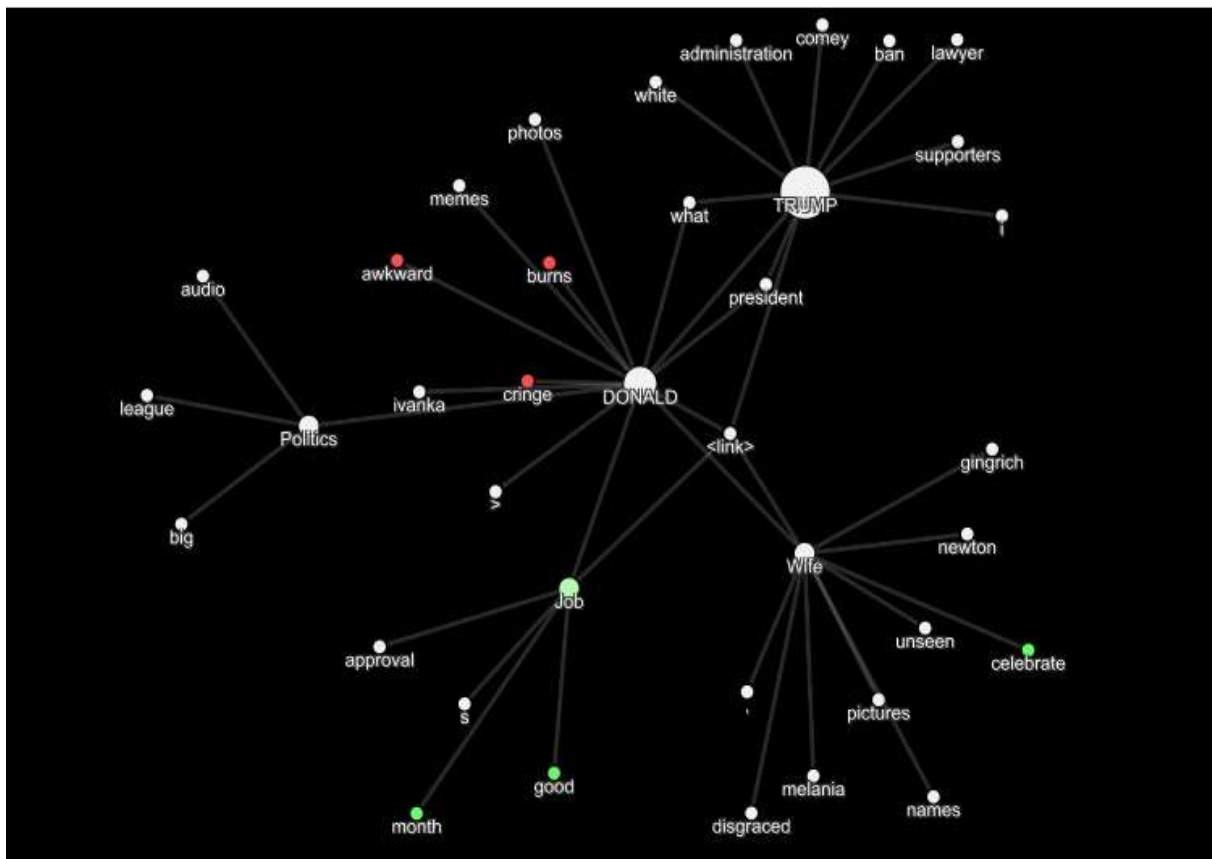 comey
administration
ban
lawyer
white
photos
supporters
memes
TRUMP
what
awkward
burns
audio
president
DONALD
ivanka
cringe
league
Politics
<link>
gingrich
>
big
newton
Wife
Job
unseen
approval
celebrate
s
pictures
good
melania
names
month
disgraced